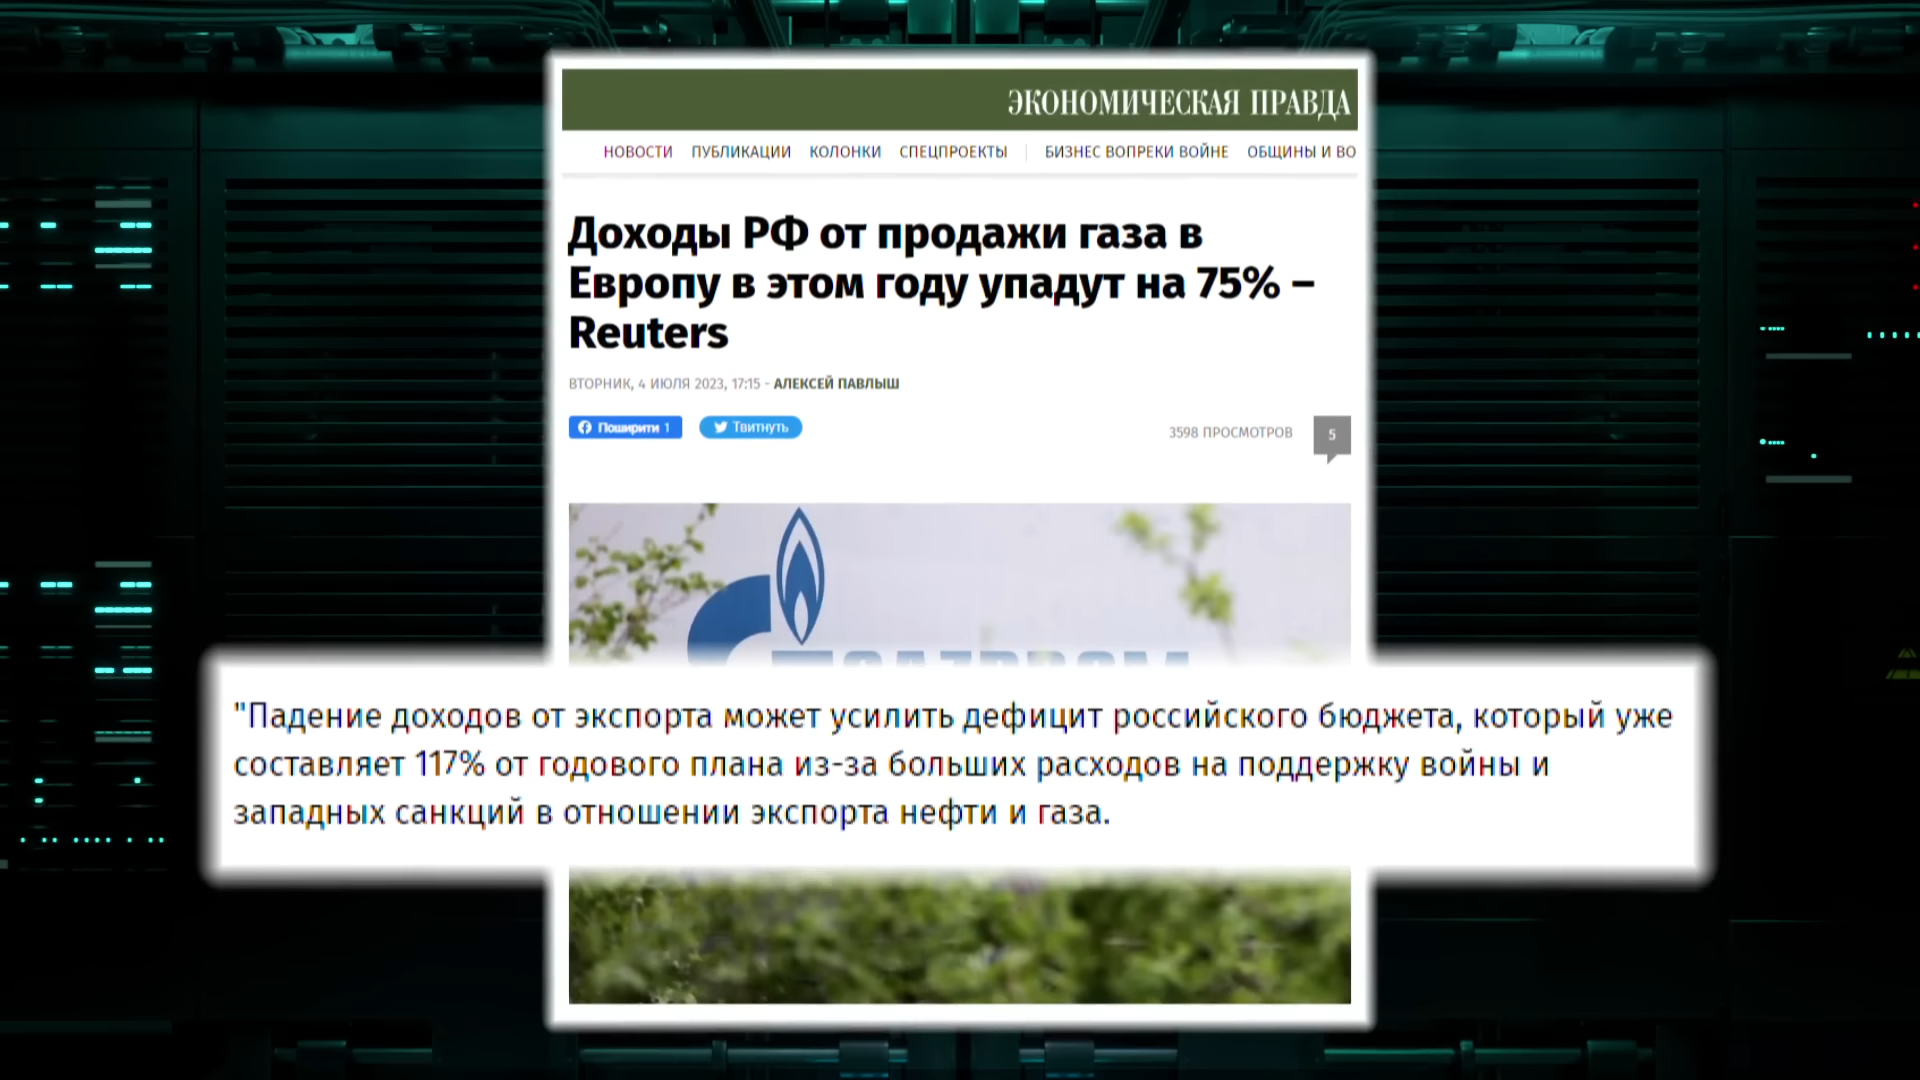 ЭКОНОМИЧЕСКАЯ ПРАВДА
НОВОСТИ ПУБЛИКАЦИИ КОЛОНКИ СПЕЦПРОЕКТЫ БИЗНЕС ВОПРЕКИ ВОЙНЕ ОБЩИНЫ И ВО
Доходы РФ от продажи газа в
Европу в этом году упадут на 75% –
Reuters
ВТОРНИК, 4 ИЮЛЯ 2023, 17:15 - АЛЕКСЕЙ ПАВЛЫШ
Поширити 1 Твитнуть
3598 ПРОСМОТРОВ 5
GAZPROM
"Падение доходов от экспорта может усилить дефицит российского бюджета, который уже
составляет 117% от годового плана из-за больших расходов на поддержку войны и
западных санкций в отношении экспорта нефти и газа.